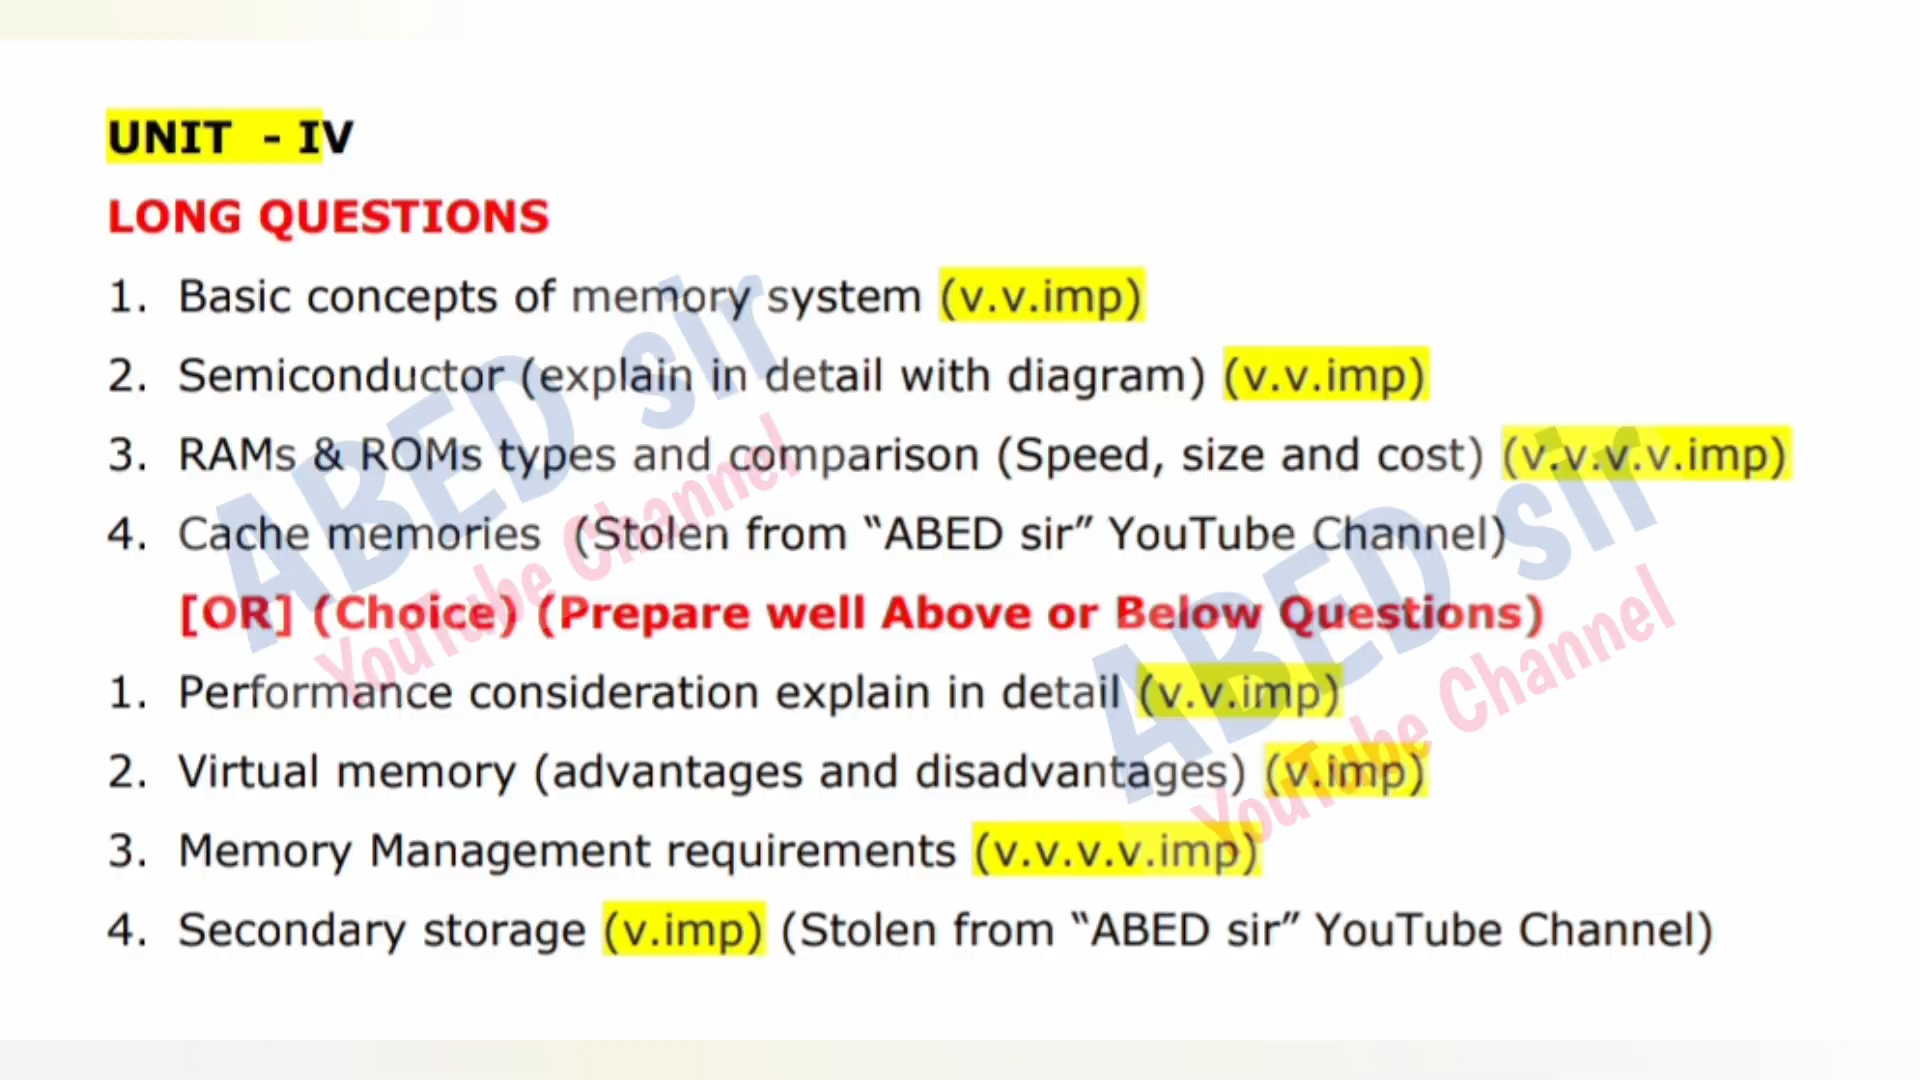 UNIT - IV
LONG QUESTIONS
1. Basic concepts of memory system (v.v.imp)
2. Semiconductor (explain in detail with diagram) (v.v.imp)
3. RAMs & ROMs types and comparison (Speed, size and cost) (v.v.v.v.imp)
4. Cache memories (Stolen from “ABED sir” YouTube Channel)
[OR] (Choice) (Prepare well Above or Below Questions)
1. Performance consideration explain in detail (v.v.imp)
2. Virtual memory (advantages and disadvantages) (v.imp)
3. Memory Management requirements (v.v.v.v.imp)
4. Secondary storage (v.imp) (Stolen from “ABED sir” YouTube Channel)
ABED sir
YouTube Channel
ABED sir
YouTube Channel